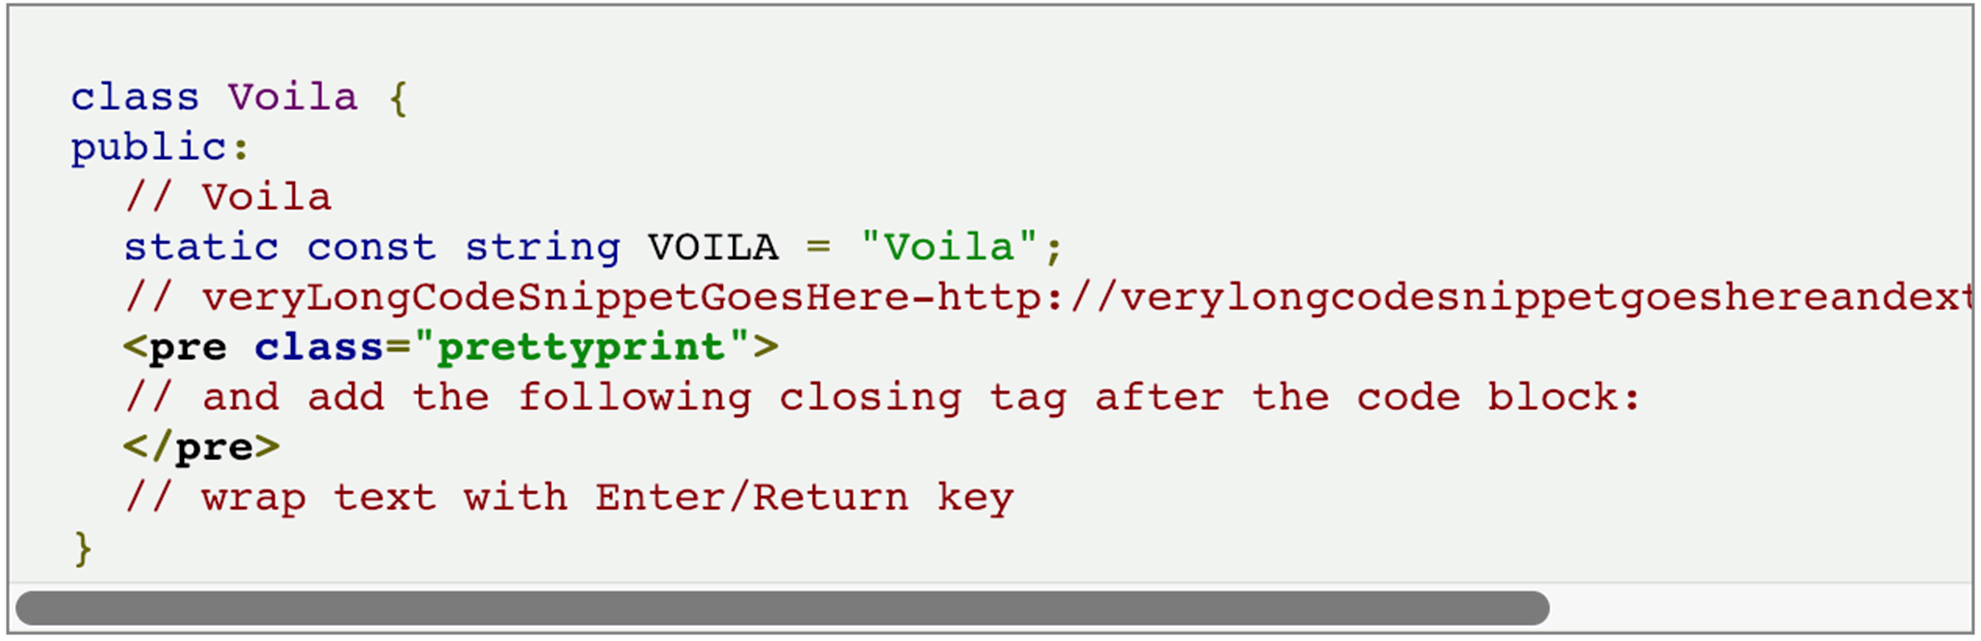 class Voila {
public:
  // Voila
  static const string VOILA = "Voila";
  // veryLongCodeSnippetGoesHere-http://verylongcodesnippetgoeshereandext
  <pre class="prettyprint">
  // and add the following closing tag after the code block:
  </pre>
  // wrap text with Enter/Return key
}